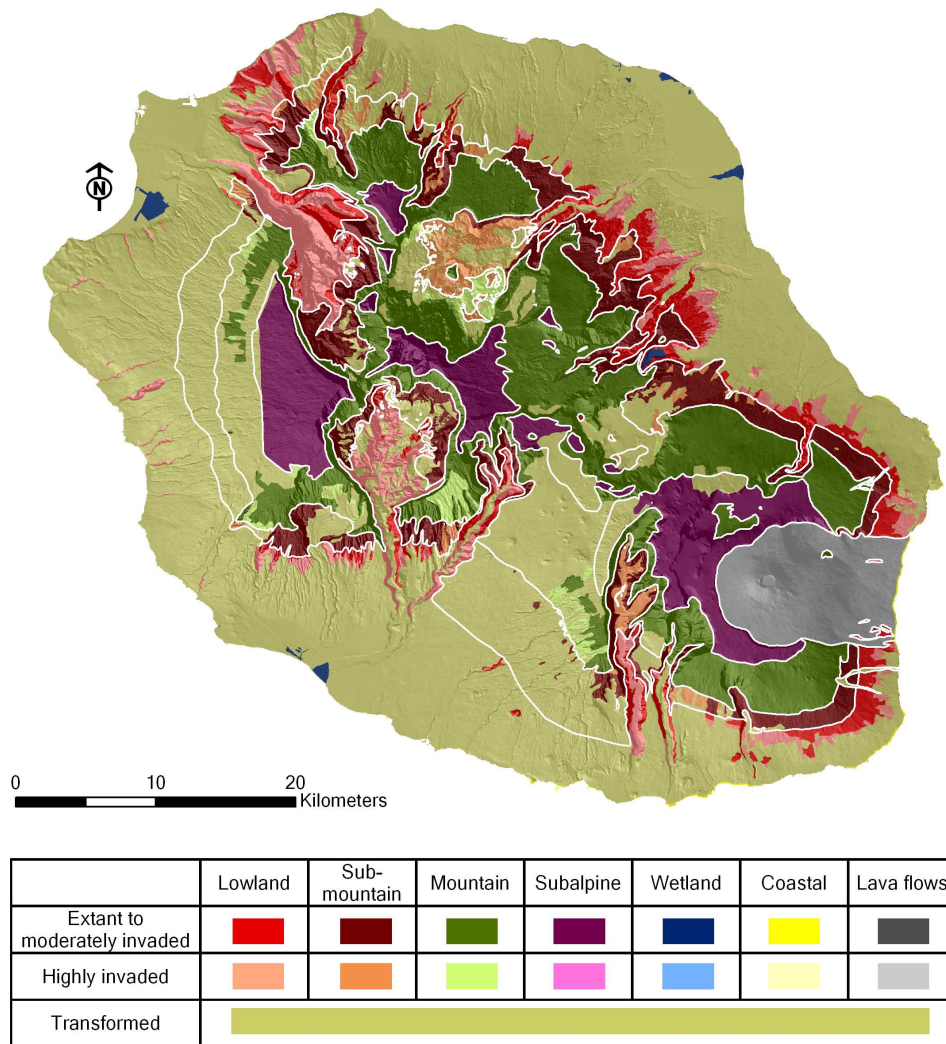 N
0 10 20
Kilometers
Lowland Sub-mountain Mountain Subalpine Wetland Coastal Lava flows
Extant to
moderately invaded
Highly invaded
Transformed